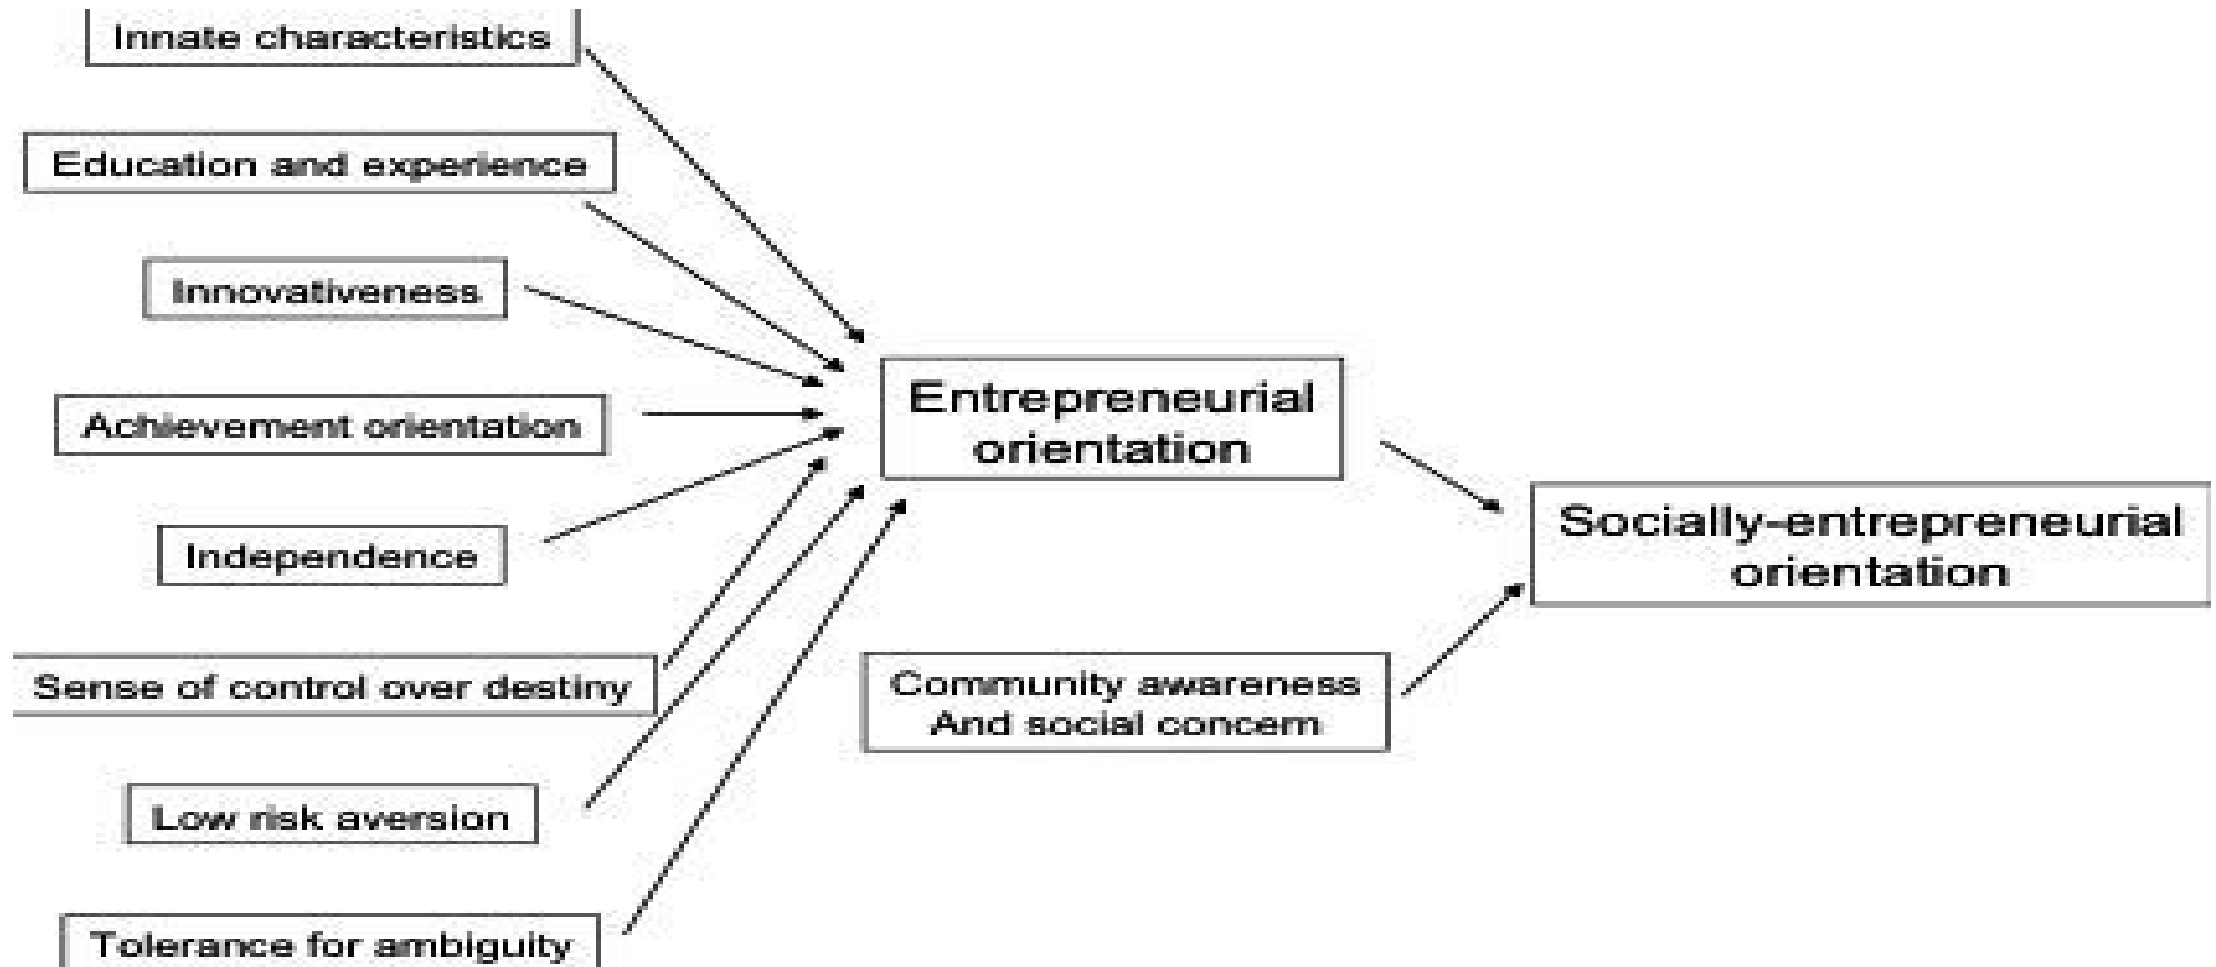 Innate characteristics
Education and experience
Innovativeness
Achievement orientation
Independence
Sense of control over destiny
Low risk aversion
Tolerance for ambiguity
Entrepreneurial
orientation
Community awareness
And social concern
Socially-entrepreneurial
orientation